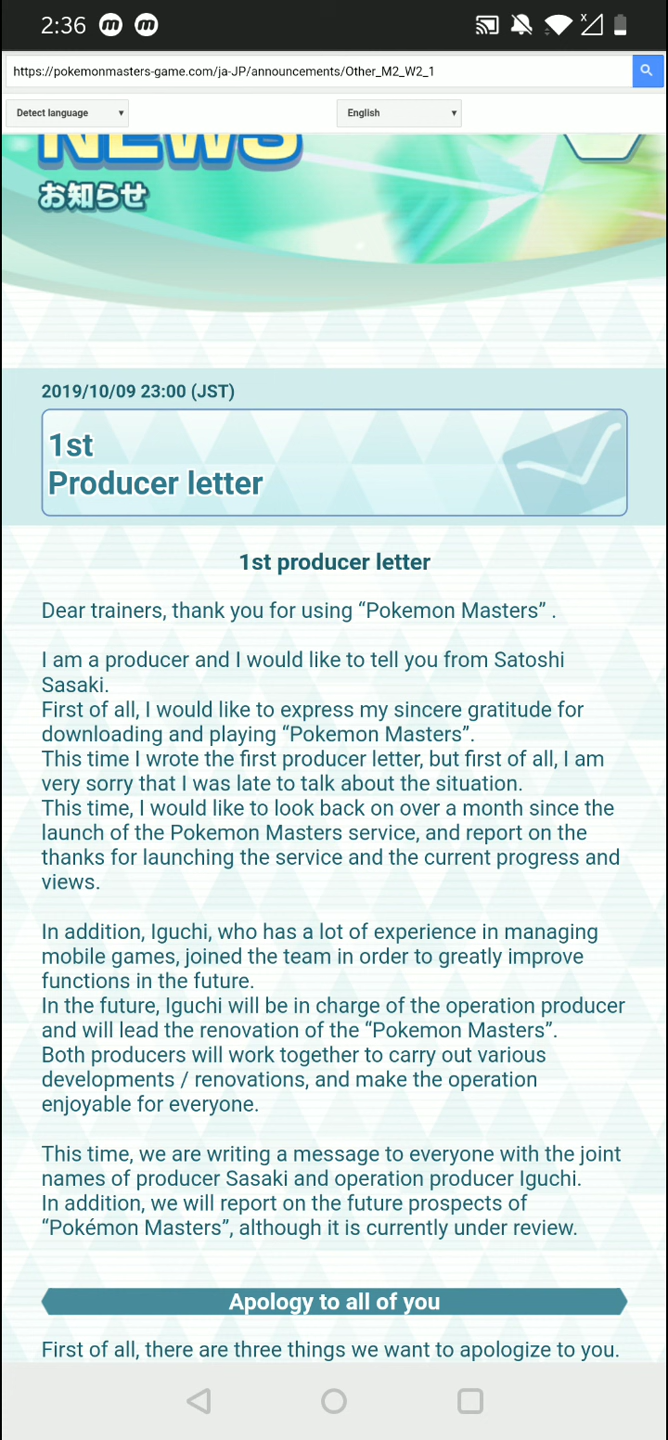 2:36
https://pokemonmasters-game.com/ja-JP/announcements/Other_M2_W2_1
Detect language
English
NEWS
お知らせ
2019/10/09 23:00 (JST)
1st
Producer letter
1st producer letter
Dear trainers, thank you for using “Pokemon Masters” .
I am a producer and I would like to tell you from Satoshi
Sasaki.
First of all, I would like to express my sincere gratitude for
downloading and playing “Pokemon Masters”.
This time I wrote the first producer letter, but first of all, I am
very sorry that I was late to talk about the situation.
This time, I would like to look back on over a month since the
launch of the Pokemon Masters service, and report on the
thanks for launching the service and the current progress and
views.
In addition, Iguchi, who has a lot of experience in managing
mobile games, joined the team in order to greatly improve
functions in the future.
In the future, Iguchi will be in charge of the operation producer
and will lead the renovation of the “Pokemon Masters”.
Both producers will work together to carry out various
developments / renovations, and make the operation
enjoyable for everyone.
This time, we are writing a message to everyone with the joint
names of producer Sasaki and operation producer Iguchi.
In addition, we will report on the future prospects of
“Pokémon Masters”, although it is currently under review.
Apology to all of you
First of all, there are three things we want to apologize to you.